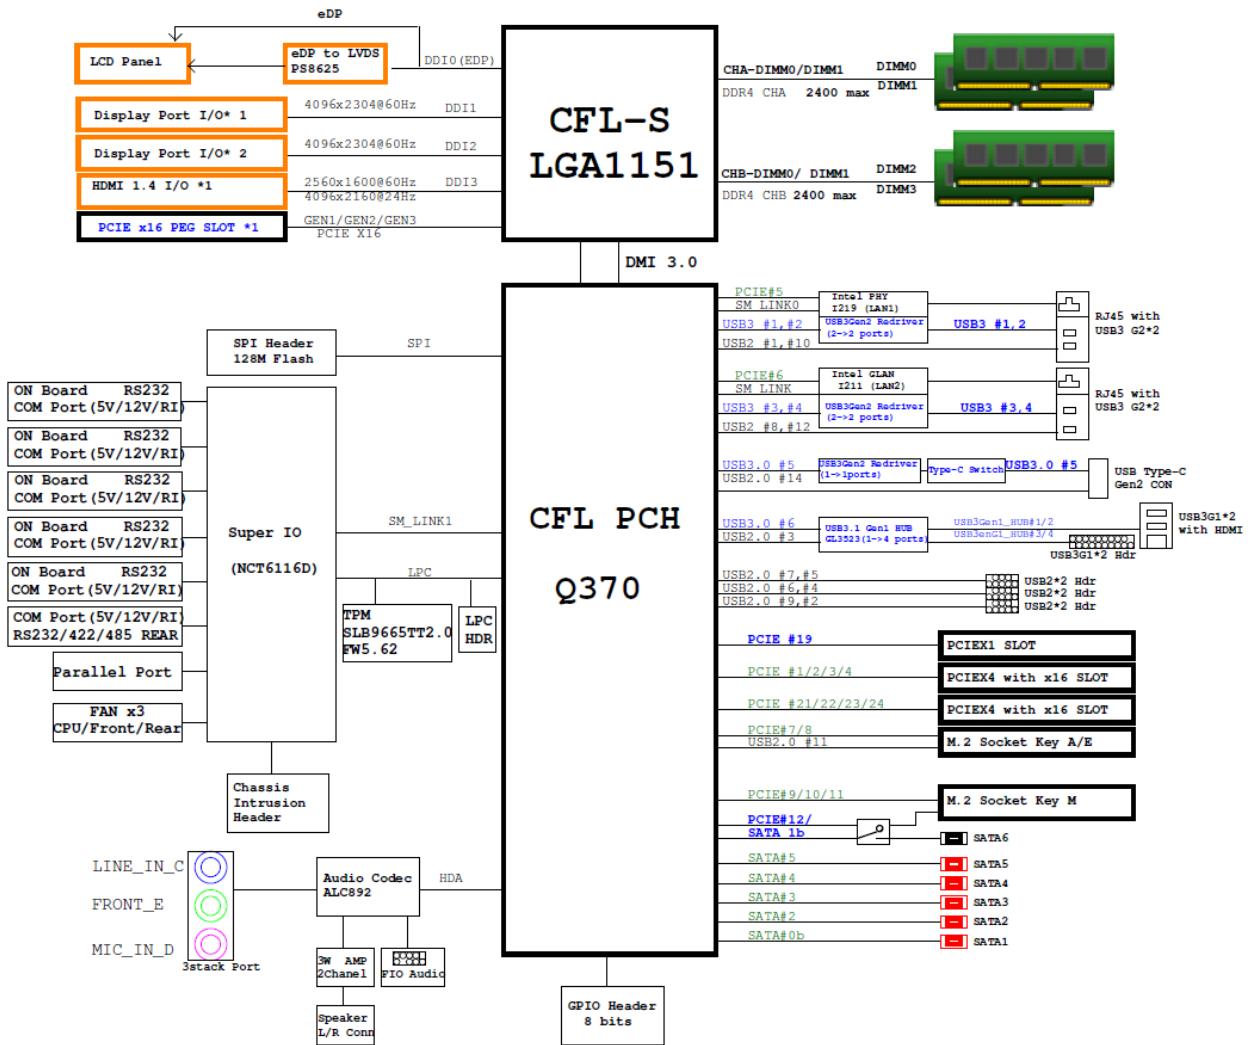 eDP
LCD Panel
eDP to LVDS
PS8625
DDI0(EDP)
Display Port I/O* 1
4096x2304@60Hz
DDI1
Display Port I/O* 2
4096x2304@60Hz
DDI2
HDMI 1.4 I/O *1
2560x1600@60Hz
4096x2160@24Hz
DDI3
PCIE x16 PEG SLOT *1
GEN1/GEN2/GEN3
PCIE X16
CFL-S
LGA1151
CHA-DIMM0/DIMM1
DIMM0
DDR4 CHA 2400 max
DIMM1
CHB-DIMM0/ DIMM1
DIMM2
DDR4 CHB 2400 max
DIMM3
DMI 3.0
CFL PCH
Q370
SPI Header
128M Flash
SPI
ON Board RS232
COM Port(5V/12V/RI)
ON Board RS232
COM Port(5V/12V/RI)
ON Board RS232
COM Port(5V/12V/RI)
ON Board RS232
COM Port(5V/12V/RI)
ON Board RS232
COM Port(5V/12V/RI)
COM Port(5V/12V/RI)
RS232/422/485 REAR
Parallel Port
FAN x3
CPU/Front/Rear
Super IO
(NCT6116D)
SM_LINK1
LPC
TPM
SLB9665TT2.0
FW5.62
LPC
HDR
Chassis
Intrusion
Header
LINE_IN_C
FRONT_E
MIC_IN_D
3stack Port
Audio Codec
ALC892
HDA
3W AMP
2Chanel
FIO Audio
Speaker
L/R Conn
GPIO Header
8 bits
PCIE#5
SM LINK0
Intel PHY
I219 (LAN1)
USB3 #1,#2
USB3Gen2 Redriver
(2->2 ports)
USB3 #1,2
USB2 #1,#10
RJ45 with
USB3 G2*2
PCIE#6
SM LINK
Intel GLAN
I211 (LAN2)
USB3 #3,#4
USB3Gen2 Redriver
(2->2 ports)
USB3 #3,4
USB2 #8,#12
RJ45 with
USB3 G2*2
USB3.0 #5
USB2.0 #14
USB3Gen2 Redriver
(1->1ports)
Type-C Switch
USB3.0 #5
USB Type-C
Gen2 CON
USB3.0 #6
USB2.0 #3
USB3.1 Gen1 HUB
GL3523(1->4 ports)
USB3Gen1_HUB#1/2
USB3enG1_HUB#3/4
USB3G1*2
with HDMI
USB3G1*2 Hdr
USB2.0 #7,#5
USB2.0 #6,#4
USB2.0 #9,#2
USB2*2 Hdr
USB2*2 Hdr
USB2*2 Hdr
PCIE #19
PCIEX1 SLOT
PCIE #1/2/3/4
PCIEX4 with x16 SLOT
PCIE #21/22/23/24
PCIEX4 with x16 SLOT
PCIE#7/8
USB2.0 #11
M.2 Socket Key A/E
PCIE#9/10/11
M.2 Socket Key M
PCIE#12/
SATA 1b
SATA6
SATA#5
SATA5
SATA#4
SATA4
SATA#3
SATA3
SATA#2
SATA2
SATA#0b
SATA1